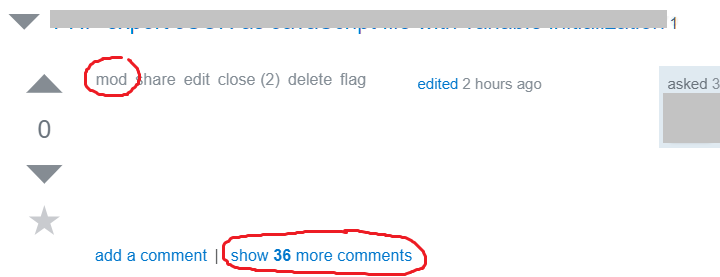 1
mod share edit close (2) delete flag
edited 2 hours ago
asked 3
0
add a comment | show 36 more comments